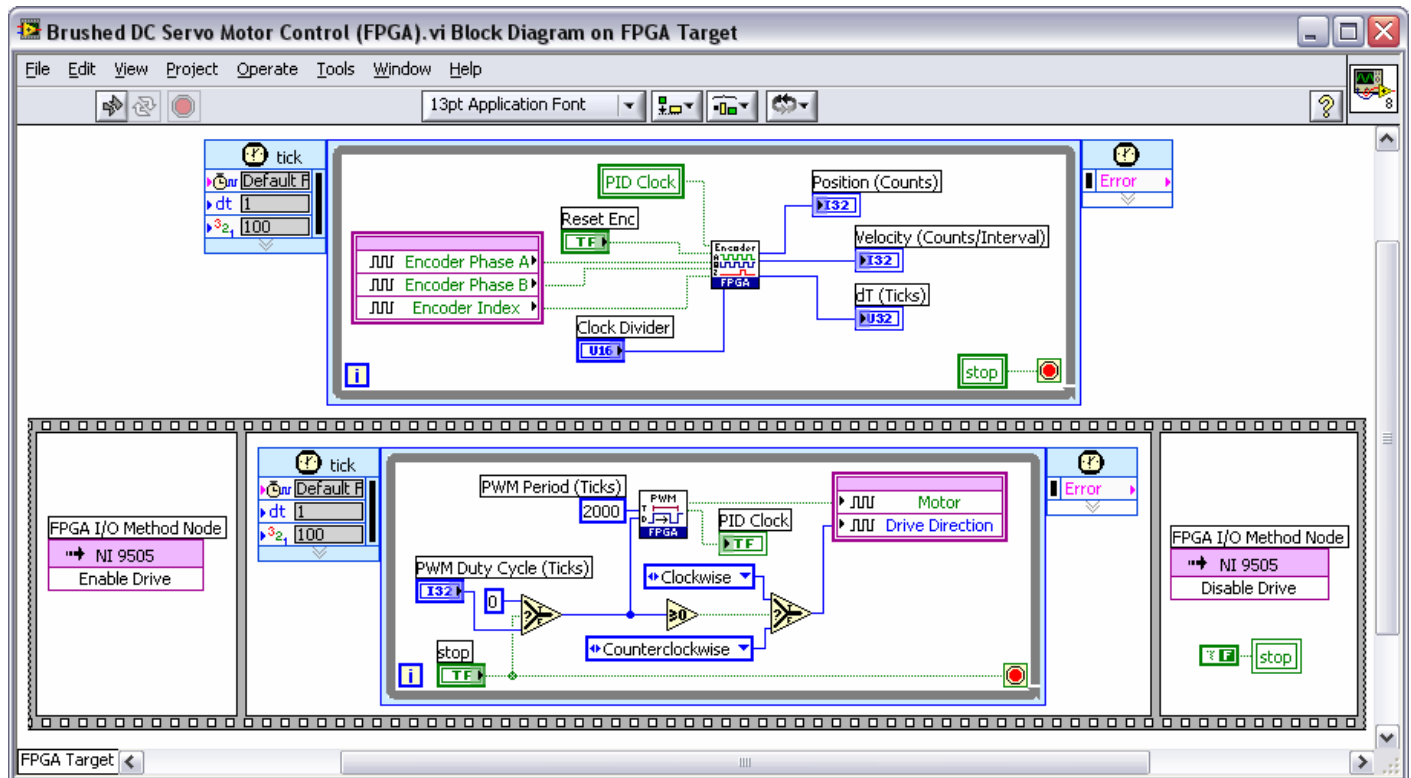 Brushed DC Servo Motor Control (FPGA).vi Block Diagram on FPGA Target
File Edit View Project Operate Tools Window Help
13pt Application Font
8
tick
Default F
dt 1
100
Error
PID Clock
Reset Enc
TF
Encoder Phase A
Encoder Phase B
Encoder Index
Encoder
A
B
Z
FPGA
Clock Divider
U16
Position (Counts)
I32
Velocity (Counts/Interval)
I32
dT (Ticks)
U32
i
stop
FPGA I/O Method Node
NI 9505
Enable Drive
tick
Default F
dt 1
100
Error
PWM Period (Ticks)
2000
PWM
T
D
FPGA
PID Clock
TF
Motor
Drive Direction
PWM Duty Cycle (Ticks)
I32
0
?
≥0
Clockwise
?
Counterclockwise
stop
TF
i
FPGA I/O Method Node
NI 9505
Disable Drive
F
stop
FPGA Target